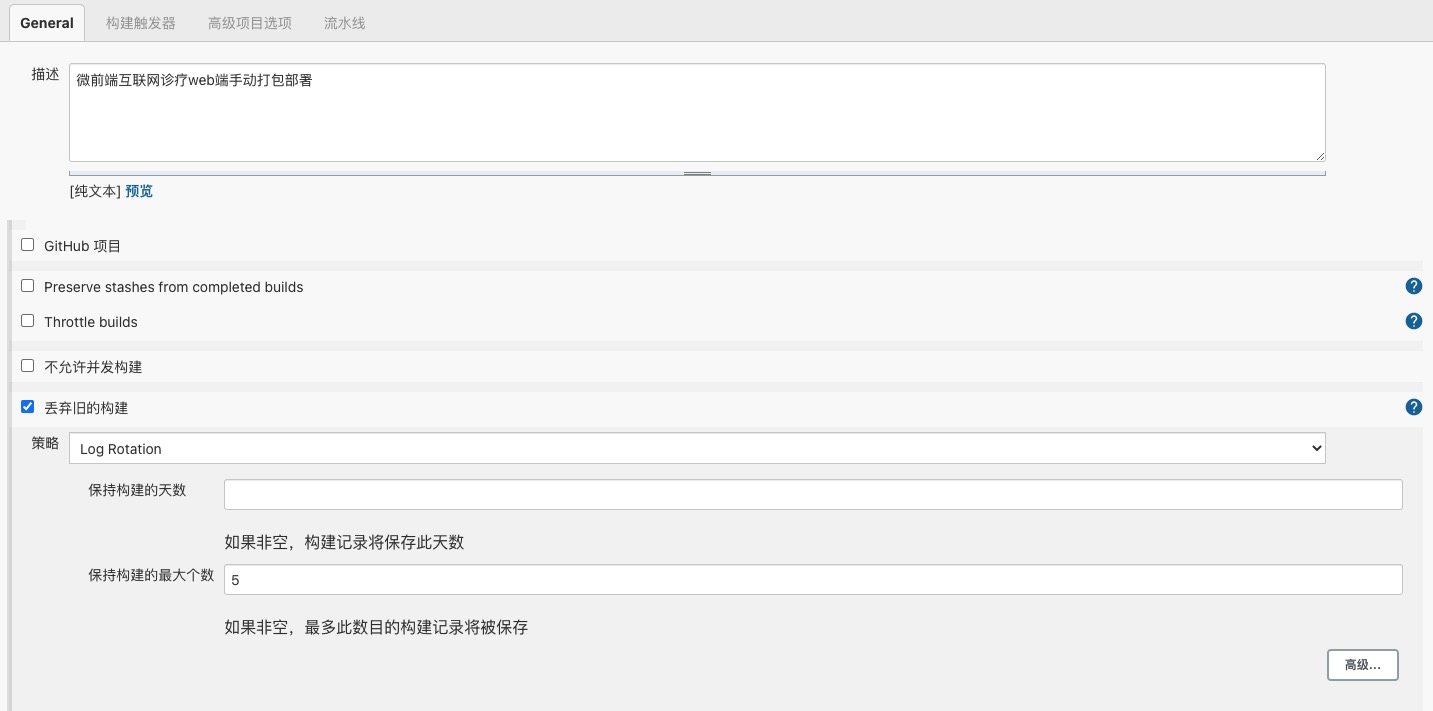 General 构建触发器 高级项目选项 流水线
描述
微前端互联网诊疗web端手动打包部署
[纯文本] 预览
GitHub 项目
Preserve stashes from completed builds
?
Throttle builds
?
不允许并发构建
丢弃旧的构建
?
策略
Log Rotation
保持构建的天数
如果非空，构建记录将保存此天数
保持构建的最大个数
5
如果非空，最多此数目的构建记录将被保存
高级...